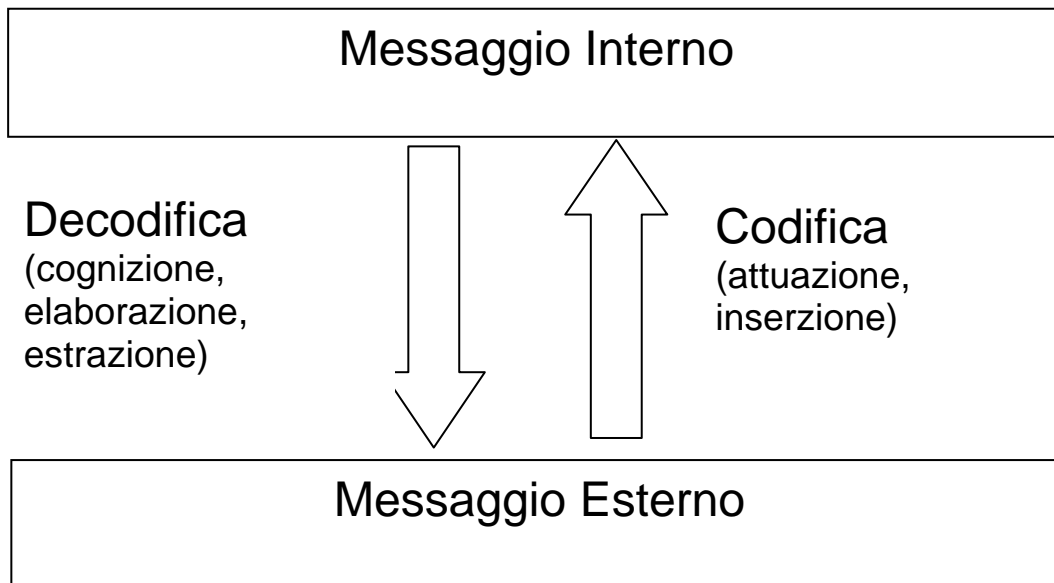 Messaggio Interno
Decodifica
(cognizione,
elaborazione,
estrazione)
Codifica
(attuazione,
inserzione)
Messaggio Esterno